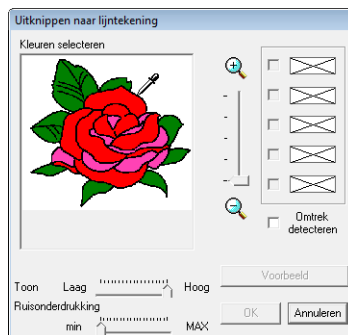 Uitknippen naar lijntekening
Kleuren selecteren
Omtrek
detecteren
Toon Laag Hoog
Ruisonderdrukking
min MAX
Voorbeeld
OK Annuleren